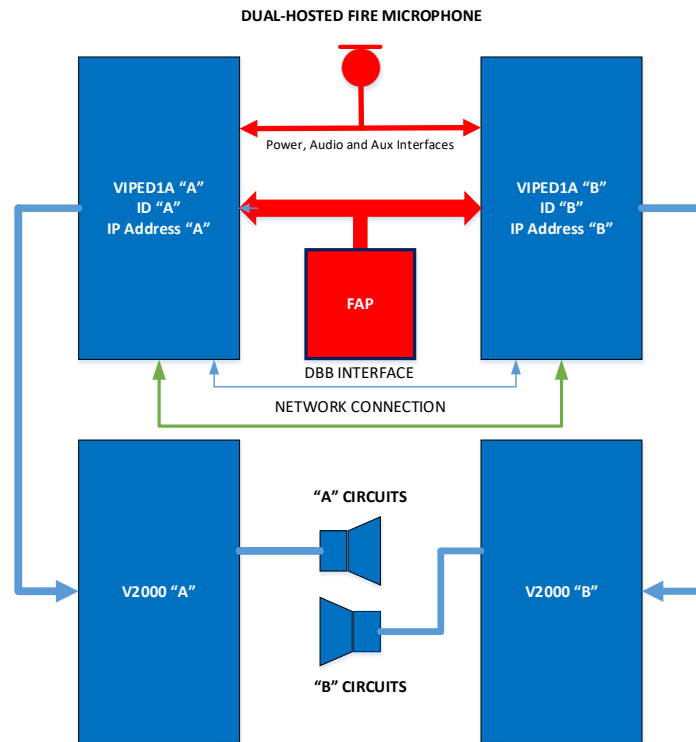 DUAL-HOSTED FIRE MICROPHONE
Power, Audio and Aux Interfaces
VIPED1A “A”
ID “A”
IP Address “A”
VIPED1A “B”
ID “B”
IP Address “B”
FAP
DBB INTERFACE
NETWORK CONNECTION
“A” CIRCUITS
V2000 “A”
V2000 “B”
“B” CIRCUITS